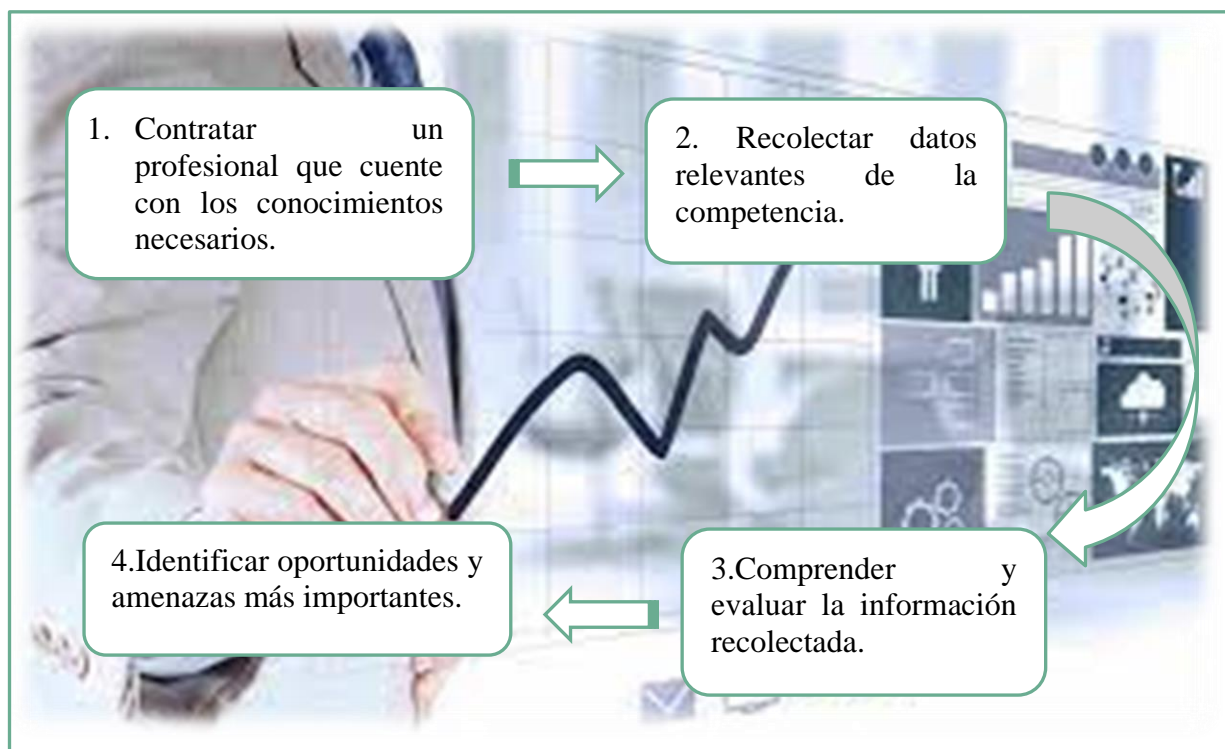 1. Contratar un
profesional que cuente
con los conocimientos
necesarios.
2. Recolectar datos
relevantes de la
competencia.
3.Comprender y
evaluar la información
recolectada.
4.Identificar oportunidades y
amenazas más importantes.